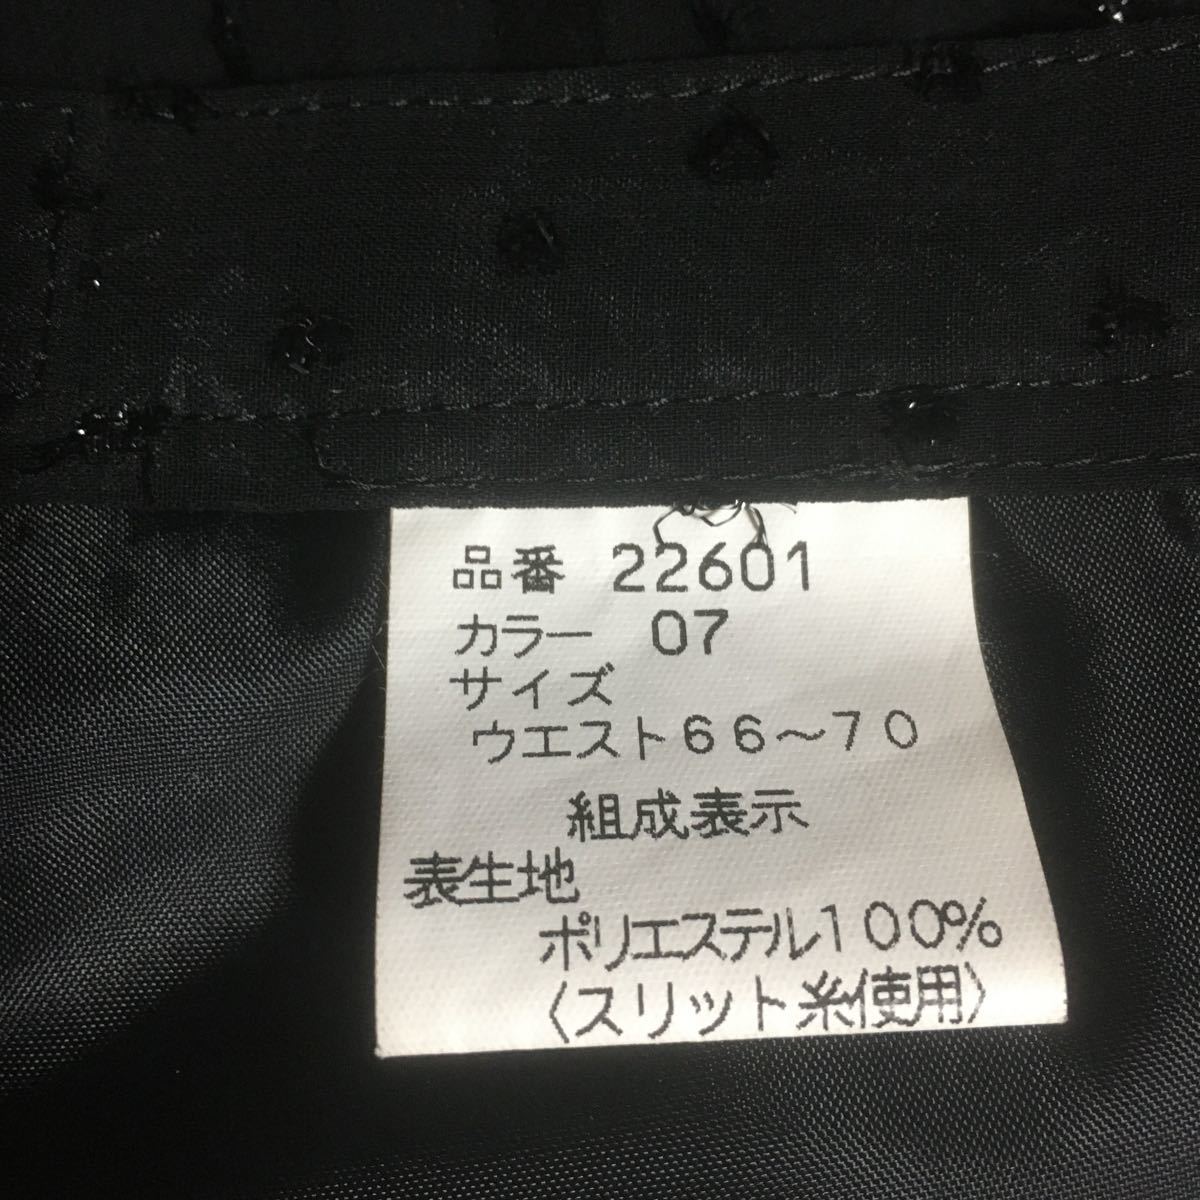 品番 22601
カラー 07
サイズ
ウエスト66〜70
組成表示
表生地
ポリエステル100%
〈スリット糸使用〉